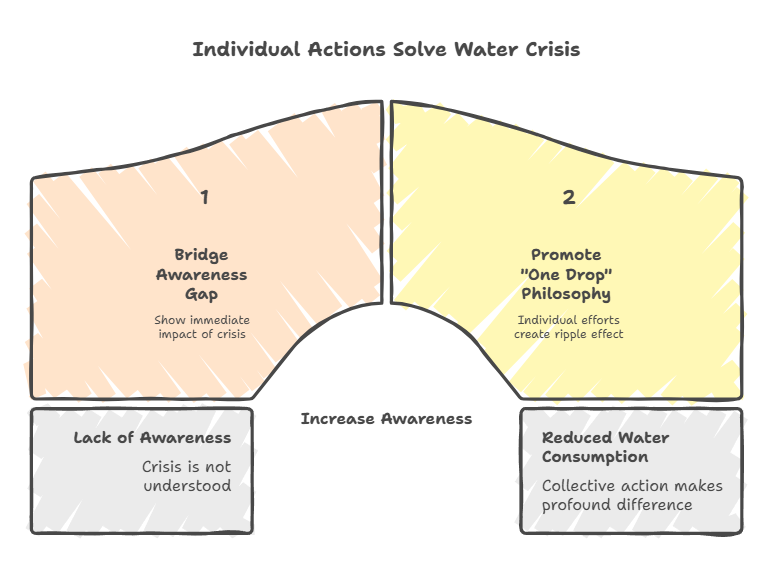 Individual Actions Solve Water Crisis
1
Bridge
Awareness
Gap
Show immediate
impact of crisis
2
Promote
"One Drop"
Philosophy
Individual efforts
create ripple effect
Lack of Awareness
Crisis is not
understood
Increase Awareness
Reduced Water
Consumption
Collective action makes
profound difference